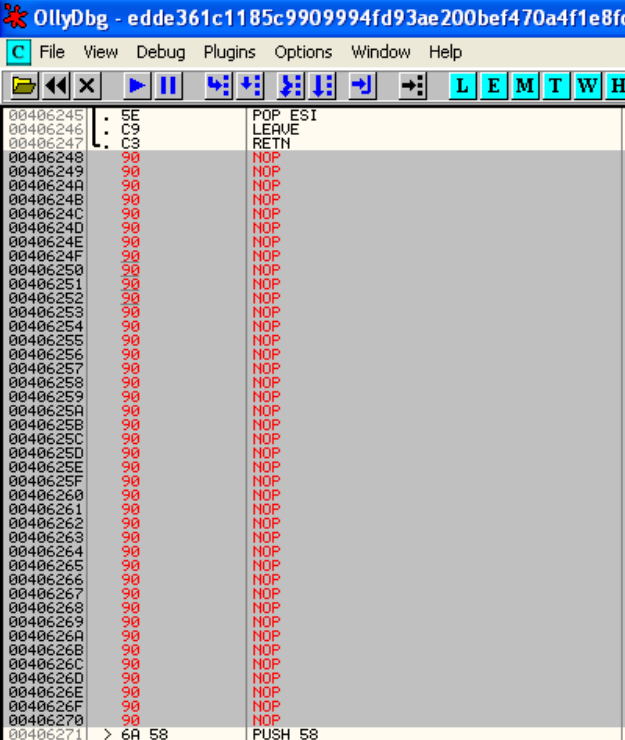 OllyDbg - edde361c1185c9909994fd93ae200bef470a4f1e8fd
C File View Debug Plugins Options Window Help
L E M T W H
00406245 . 5E POP ESI
00406246 . C9 LEAVE
00406247 . C3 RETN
00406248 90 NOP
00406249 90 NOP
0040624A 90 NOP
0040624B 90 NOP
0040624C 90 NOP
0040624D 90 NOP
0040624E 90 NOP
0040624F 90 NOP
00406250 90 NOP
00406251 90 NOP
00406252 90 NOP
00406253 90 NOP
00406254 90 NOP
00406255 90 NOP
00406256 90 NOP
00406257 90 NOP
00406258 90 NOP
00406259 90 NOP
0040625A 90 NOP
0040625B 90 NOP
0040625C 90 NOP
0040625D 90 NOP
0040625E 90 NOP
0040625F 90 NOP
00406260 90 NOP
00406261 90 NOP
00406262 90 NOP
00406263 90 NOP
00406264 90 NOP
00406265 90 NOP
00406266 90 NOP
00406267 90 NOP
00406268 90 NOP
00406269 90 NOP
0040626A 90 NOP
0040626B 90 NOP
0040626C 90 NOP
0040626D 90 NOP
0040626E 90 NOP
0040626F 90 NOP
00406270 90 NOP
00406271 > 6A 58 PUSH 58